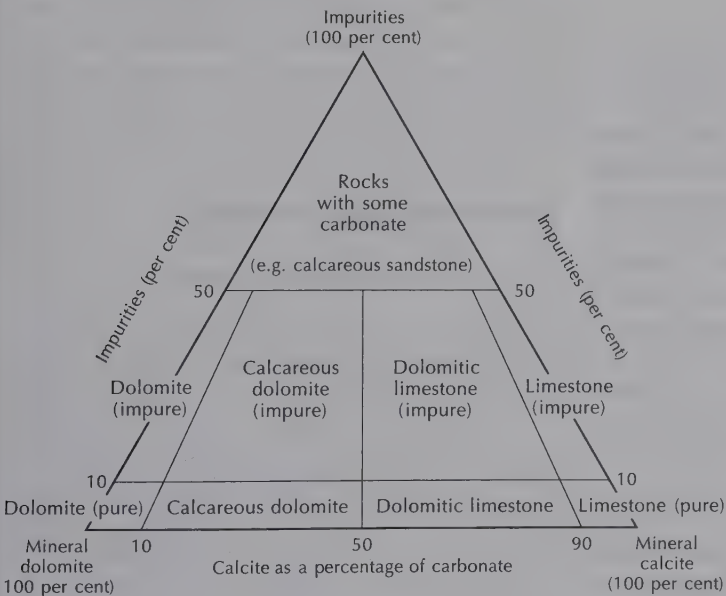 Impurities
(100 per cent)
Rocks
with some
carbonate
(e.g. calcareous sandstone)
Impurities (per cent)
Impurities (per cent)
50
50
Calcareous
dolomite
(impure)
Dolomitic
limestone
(impure)
Dolomite
(impure)
Limestone
(impure)
10
10
Dolomite (pure)
Calcareous dolomite
Dolomitic limestone
Limestone (pure)
Mineral
dolomite
100 per cent)
10
50
90
Calcite as a percentage of carbonate
Mineral
calcite
(100 per cent)